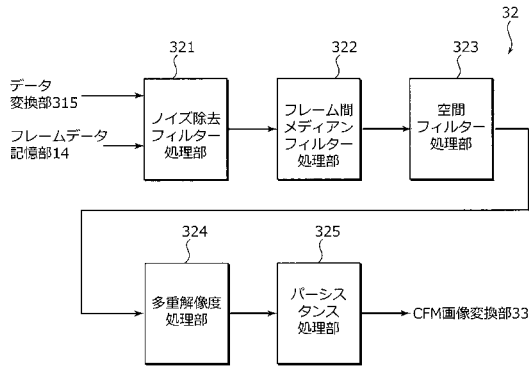 32
321
322
323
データ
変換部315
フレームデータ
記憶部14
ノイズ除去
フィルター
処理部
フレーム間
メディアン
フィルター
処理部
空間
フィルター
処理部
324
325
多重解像度
処理部
パーシス
タンス
処理部
CFM画像変換部33